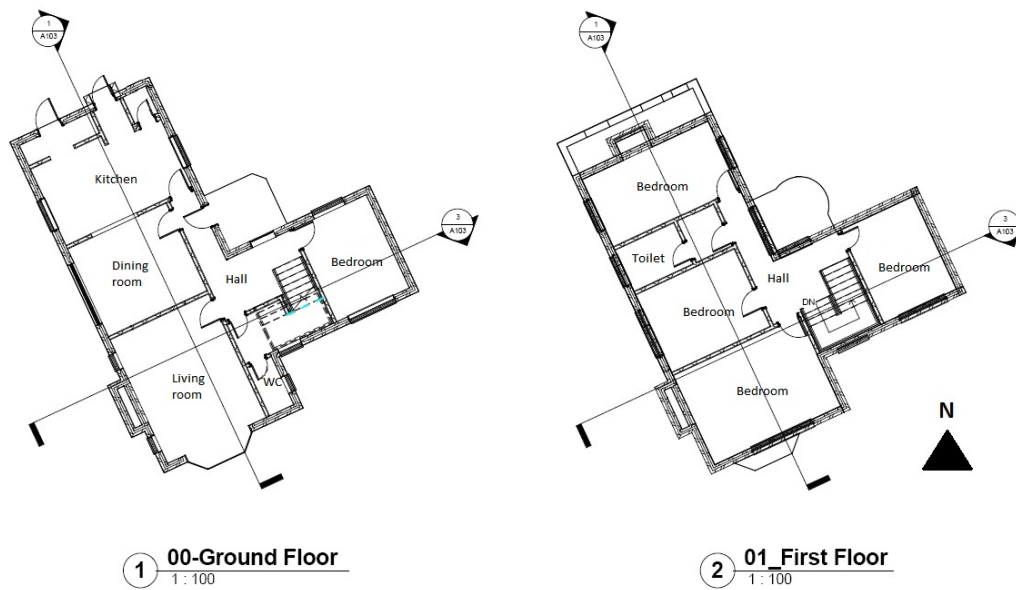 1
A103
Kitchen
3
A103
Dining
room
Hall
Bedroom
Living
room
WC
1
00-Ground Floor
1 : 100
1
A103
Bedroom
3
A103
Toilet
Hall
Bedroom
DN
Bedroom
Bedroom
N
2
01_First Floor
1 : 100